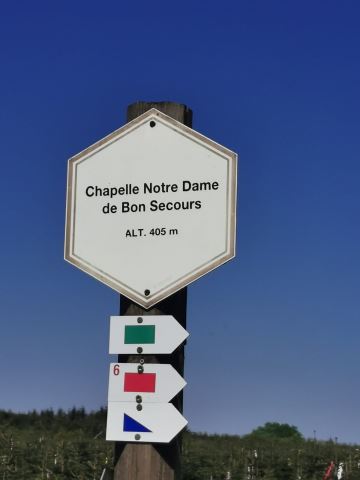 Chapelle Notre Dame
de Bon Secours
ALT. 405 m
6